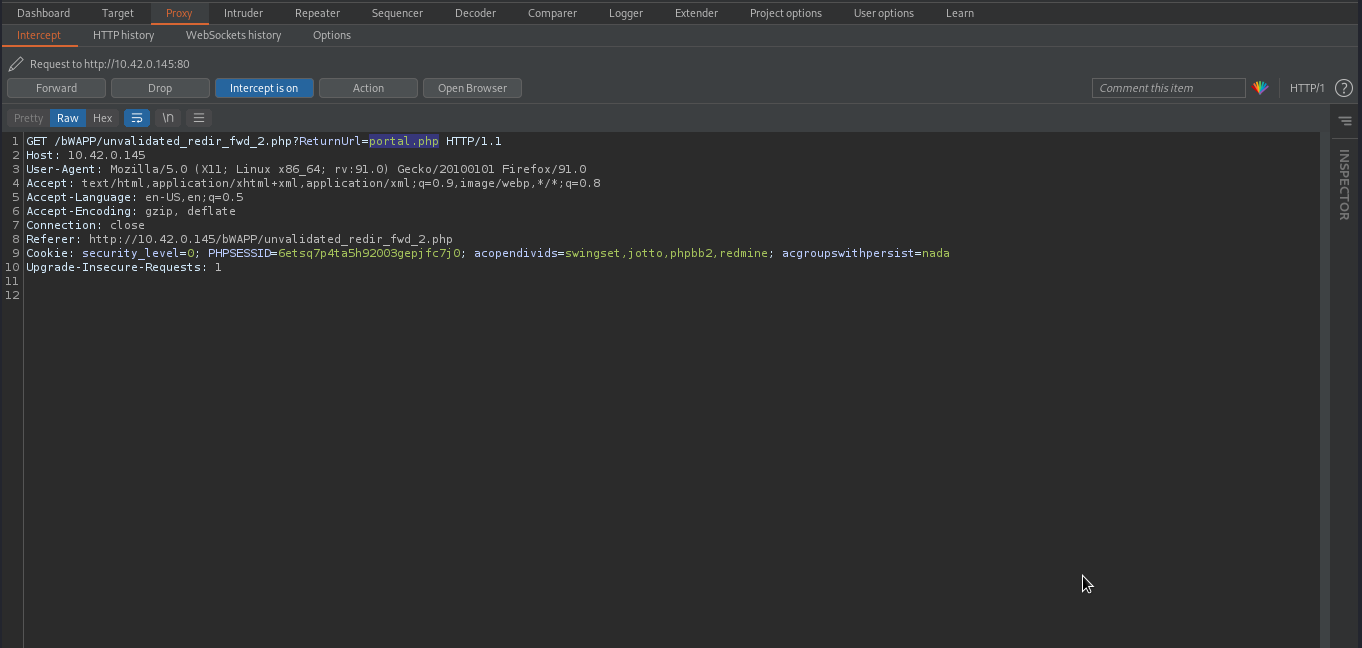 Dashboard Target Proxy Intruder Repeater Sequencer Decoder Comparer Logger Extender Project options User options Learn
Intercept HTTP history WebSockets history Options
Request to http://10.42.0.145:80
Forward Drop Intercept is on Action Open Browser Comment this item HTTP/1 ?
Pretty Raw Hex \n
1 GET /bWAPP/unvalidated_redir_fwd_2.php?ReturnUrl=portal.php HTTP/1.1
2 Host: 10.42.0.145
3 User-Agent: Mozilla/5.0 (X11; Linux x86_64; rv:91.0) Gecko/20100101 Firefox/91.0
4 Accept: text/html,application/xhtml+xml,application/xml;q=0.9,image/webp,*/*;q=0.8
5 Accept-Language: en-US,en;q=0.5
6 Accept-Encoding: gzip, deflate
7 Connection: close
8 Referer: http://10.42.0.145/bWAPP/unvalidated_redir_fwd_2.php
9 Cookie: security_level=0; PHPSESSID=6etsq7p4ta5h92003gepjfc7j0; acopendivids=swingset,jotto,phpbb2,redmine; acgroupswithpersist=nada
10 Upgrade-Insecure-Requests: 1
11
12
INSPECTOR